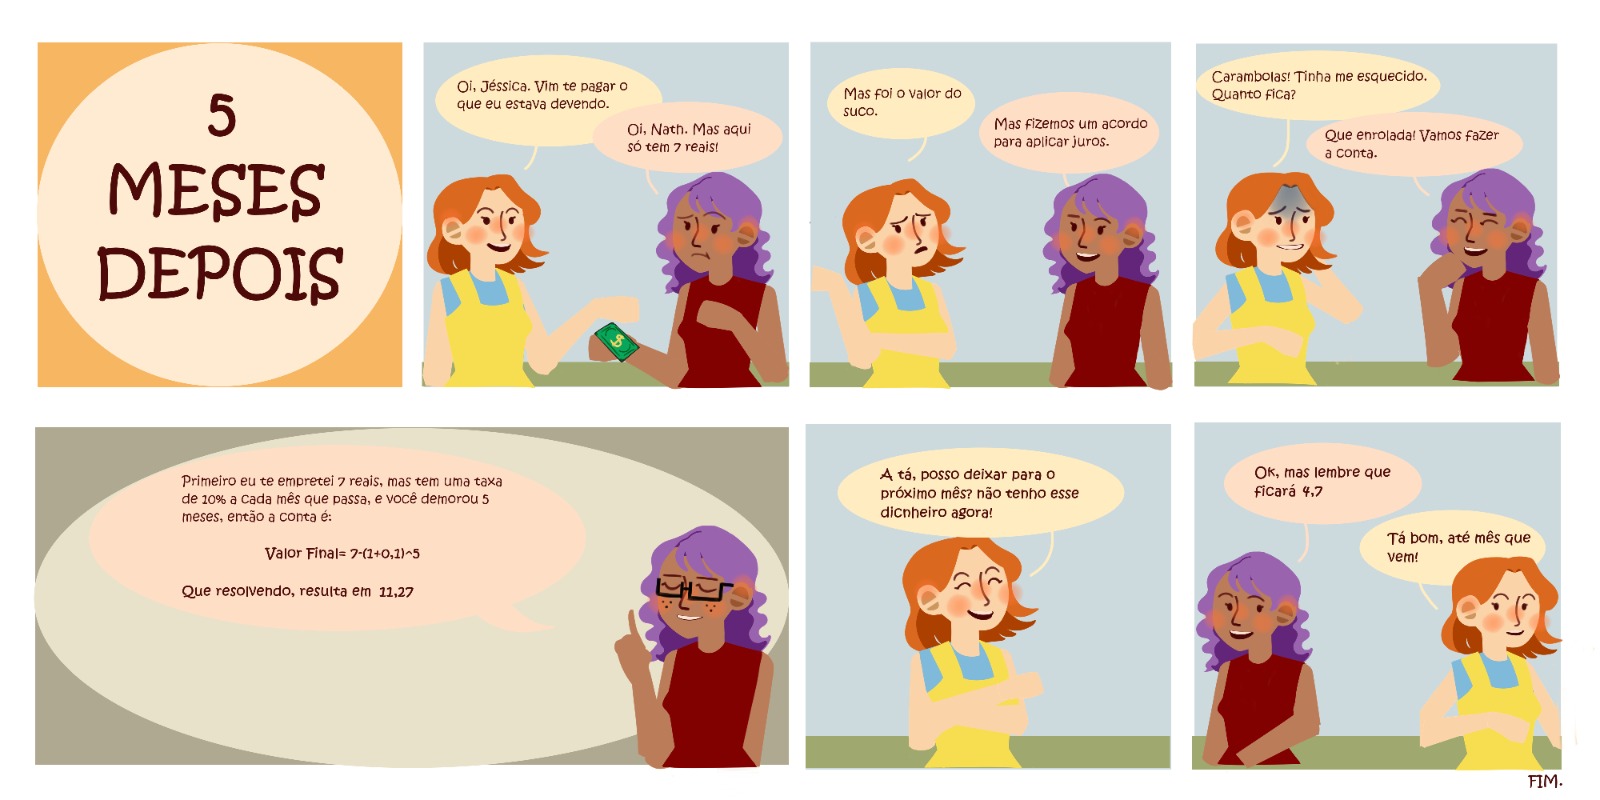 5
MESES
DEPOIS
Oi, Jéssica. Vim te pagar o
que eu estava devendo.
Oi, Nath. Mas aqui
só tem 7 reais!
Mas foi o valor do
suco.
Mas fizemos um acordo
para aplicar juros.
Carambolas! Tinha me esquecido.
Quanto fica?
Que enrolada! Vamos fazer
a conta.
Primeiro eu te empretei 7 reais, mas tem uma taxa
de 10% a cada mês que passa, e você demorou 5
meses, então a conta é:
Valor Final= 7·(1+0,1)^5
Que resolvendo, resulta em 11,27
A tá, posso deixar para o
próximo mês? não tenho esse
dicnheiro agora!
Ok, mas lembre que
ficará 4,7
Tá bom, até mês que
vem!
FIM.